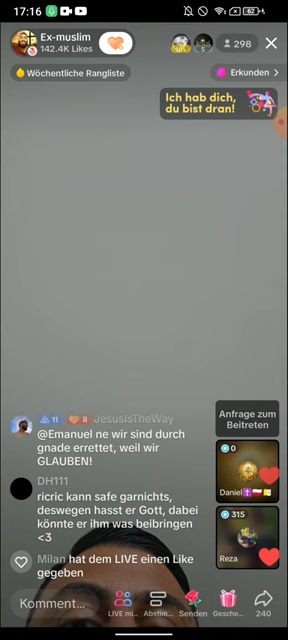 17:16
62
Ex-muslim
142.4K Likes
298
Wöchentliche Rangliste
Erkunden
Ich hab dich,
du bist dran!
11 8 JesusIsTheWay
@Emanuel ne wir sind durch
gnade errettet, weil wir
GLAUBEN!
DH111
ricric kann safe garnichts,
deswegen hasst er Gott, dabei
könnte er ihm was beibringen
<3
Milan hat dem LIVE einen Like
gegeben
Anfrage zum
Beitreten
0
Daniel
315
Reza
Komment...
LIVE mi...
Abstim...
Senden
Gesche...
240